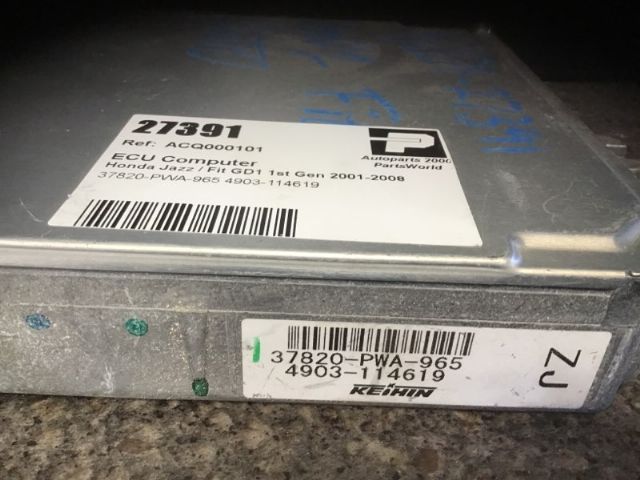 27391
Ref: ACQ000101
ECU Computer
Honda Jazz / Fit GD1 1st Gen 2001-2008
37820-PWA-965 4903-114619
P
Autoparts 2000
PartsWorld
37820-PWA-965
4903-114619
KEIHIN
ZJ